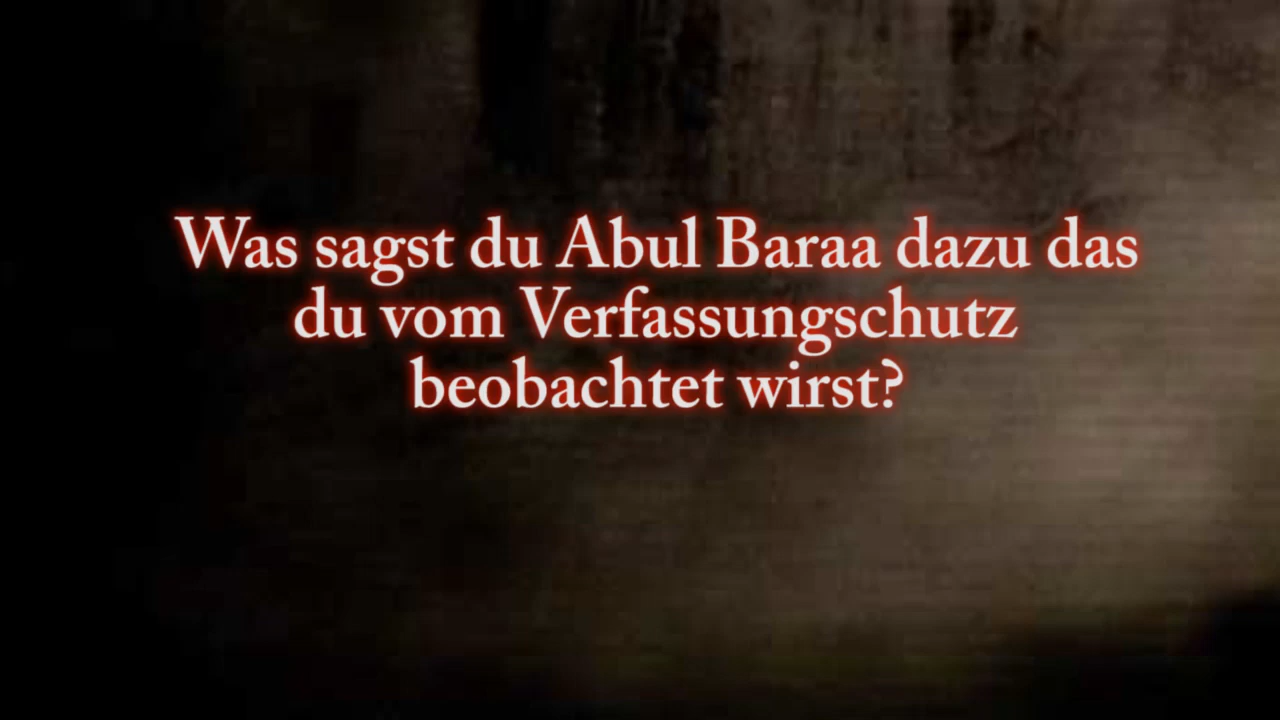 Was sagst du Abul Baraa dazu das
du vom Verfassungschutz
beobachtet wirst?